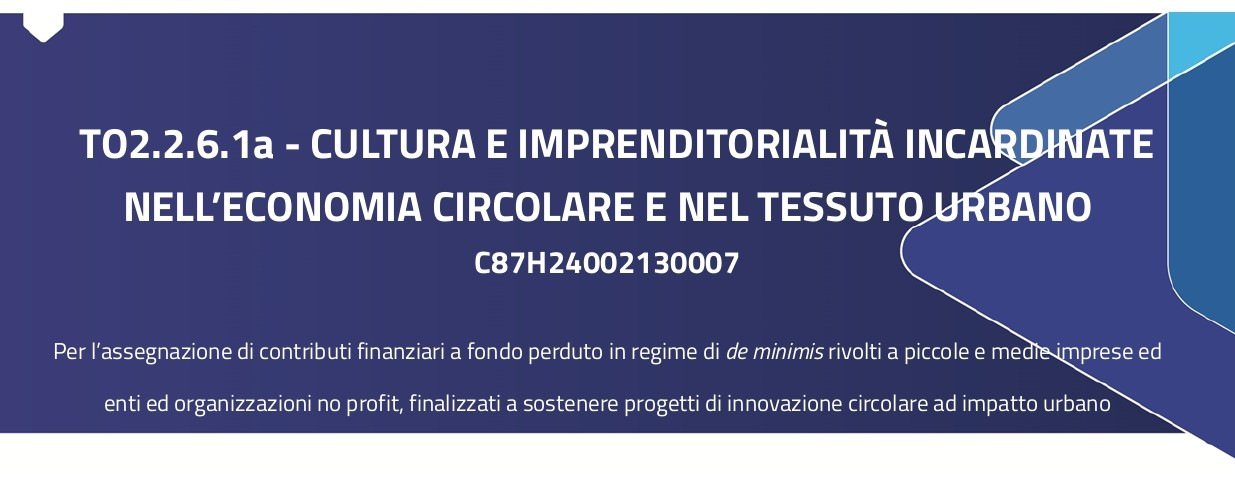 TO2.2.6.1a - CULTURA E IMPRENDITORIALITÀ INCARDINATE
NELL’ECONOMIA CIRCOLARE E NEL TESSUTO URBANO
C87H24002130007
Per l’assegnazione di contributi finanziari a fondo perduto in regime di de minimis rivolti a piccole e medie imprese ed
enti ed organizzazioni no profit, finalizzati a sostenere progetti di innovazione circolare ad impatto urbano